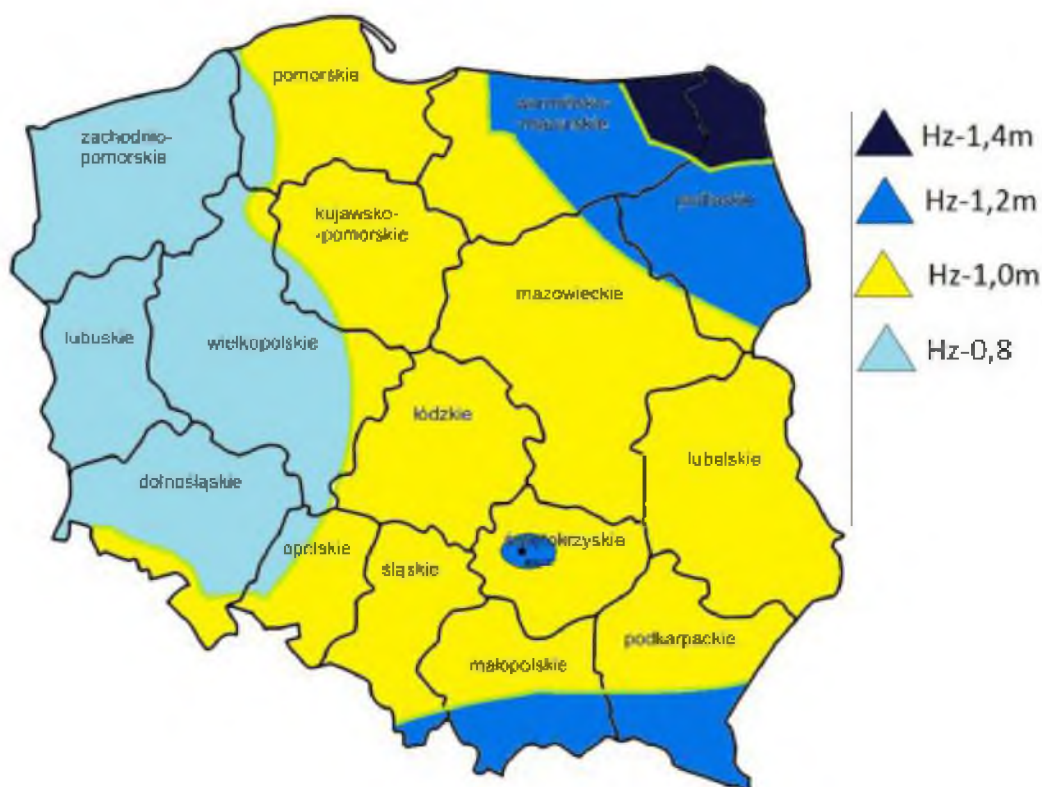 pomorskie
warmińsko-
-mazurskie
zachodnio-
pomorskie
podlaskie
kujawsko-
-pomorskie
mazowieckie
lubuskie
wielkopolskie
łódzkie
lubelskie
dolnośląskie
opolskie
śląskie
świętokrzyskie
podkarpackie
małopolskie
Hz-1,4m
Hz-1,2m
Hz-1,0m
Hz-0,8